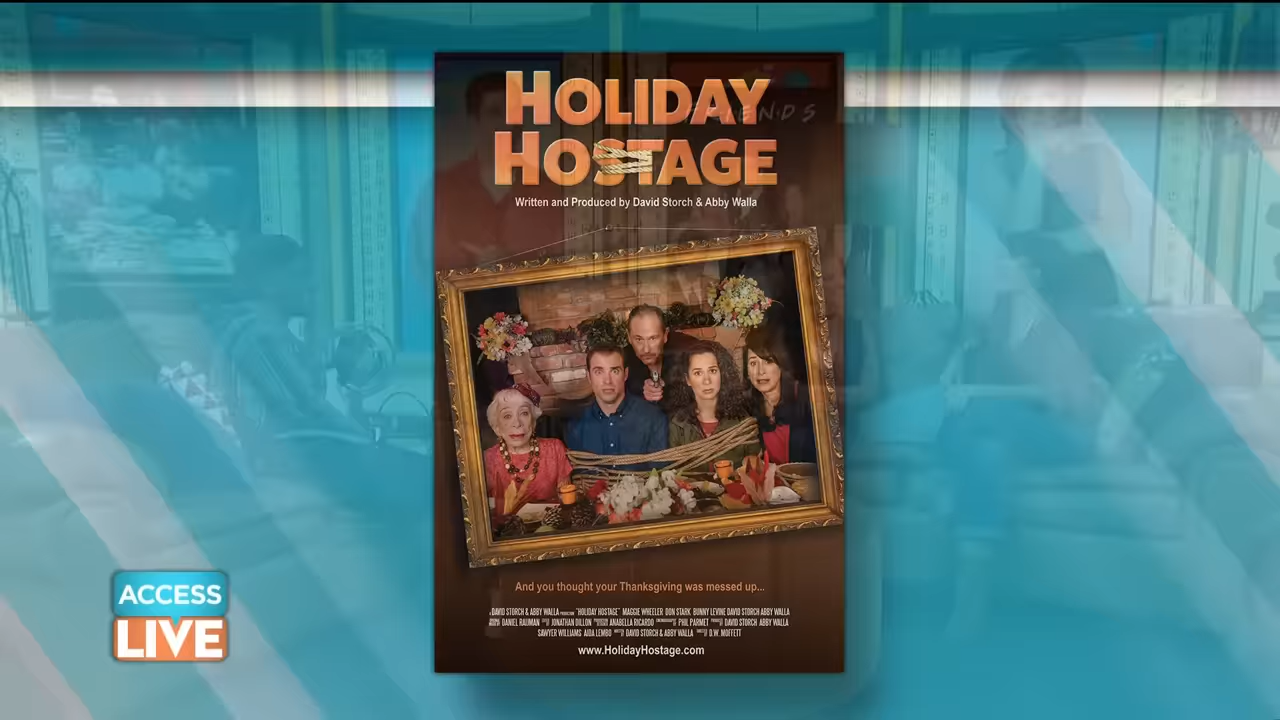 HOLIDAY
FRIENDS
HOSTAGE
Written and Produced by David Storch & Abby Walla
And you thought your Thanksgiving was messed up...
A DAVID STORCH & ABBY WALLA PRODUCTION "HOLIDAY HOSTAGE" MAGGIE WHEELER DON STARK BUNNY LEVINE DAVID STORCH ABBY WALLA
DANIEL RAUMAN JONATHAN DILLON ANABELLA RICARDO PHIL PARMET DAVID STORCH ABBY WALLA
SAWYER WILLIAMS AIDA LEMBO DAVID STORCH & ABBY WALLA D.W. MOFFETT
www.HolidayHostage.com
ACCESS
LIVE